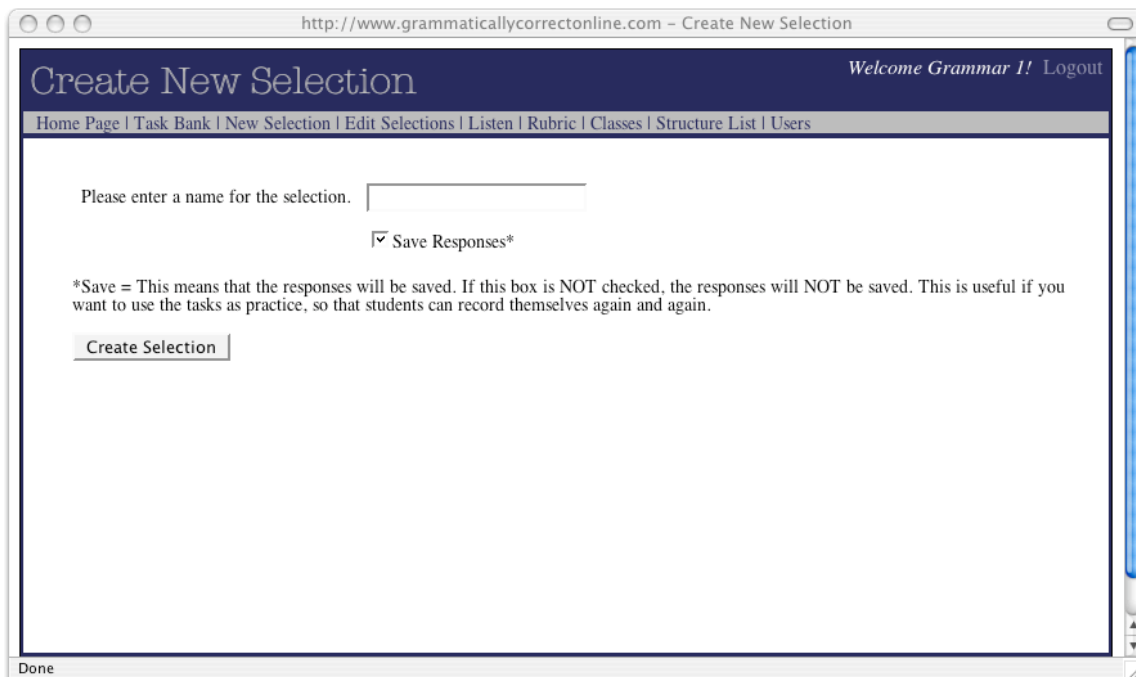 http://www.grammaticallycorrectonline.com – Create New Selection
Create New Selection
Welcome Grammar 1! Logout
Home Page | Task Bank | New Selection | Edit Selections | Listen | Rubric | Classes | Structure List | Users
Please enter a name for the selection.
Save Responses*
*Save = This means that the responses will be saved. If this box is NOT checked, the responses will NOT be saved. This is useful if you
want to use the tasks as practice, so that students can record themselves again and again.
Create Selection
Done